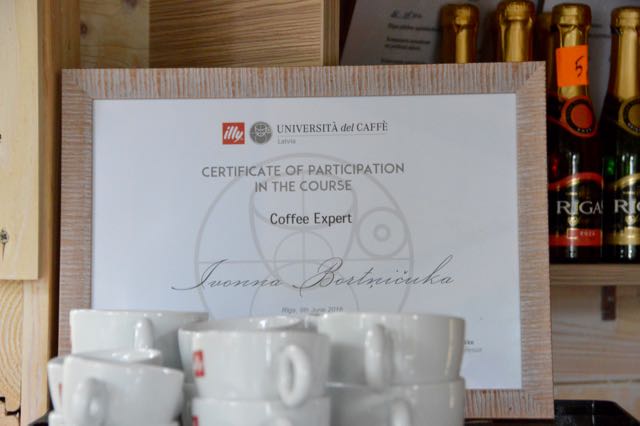 illy
UNIVERSITÀ del CAFFÈ
Latvia
CERTIFICATE OF PARTICIPATION
IN THE COURSE
Coffee Expert
Ivonna Bortņičuka
Riga, 9th June 2016
5
RIGA
RIGA